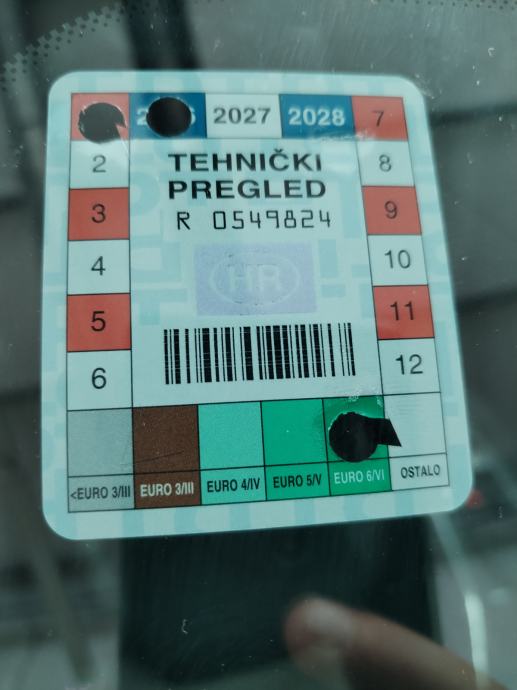 2027 2028 7
2 8
TEHNIČKI
PREGLED
R 0549824
3 9
4 10
HR
5 11
6 12
<EURO 3/III EURO 3/III EURO 4/IV EURO 5/V EURO 6/VI OSTALO